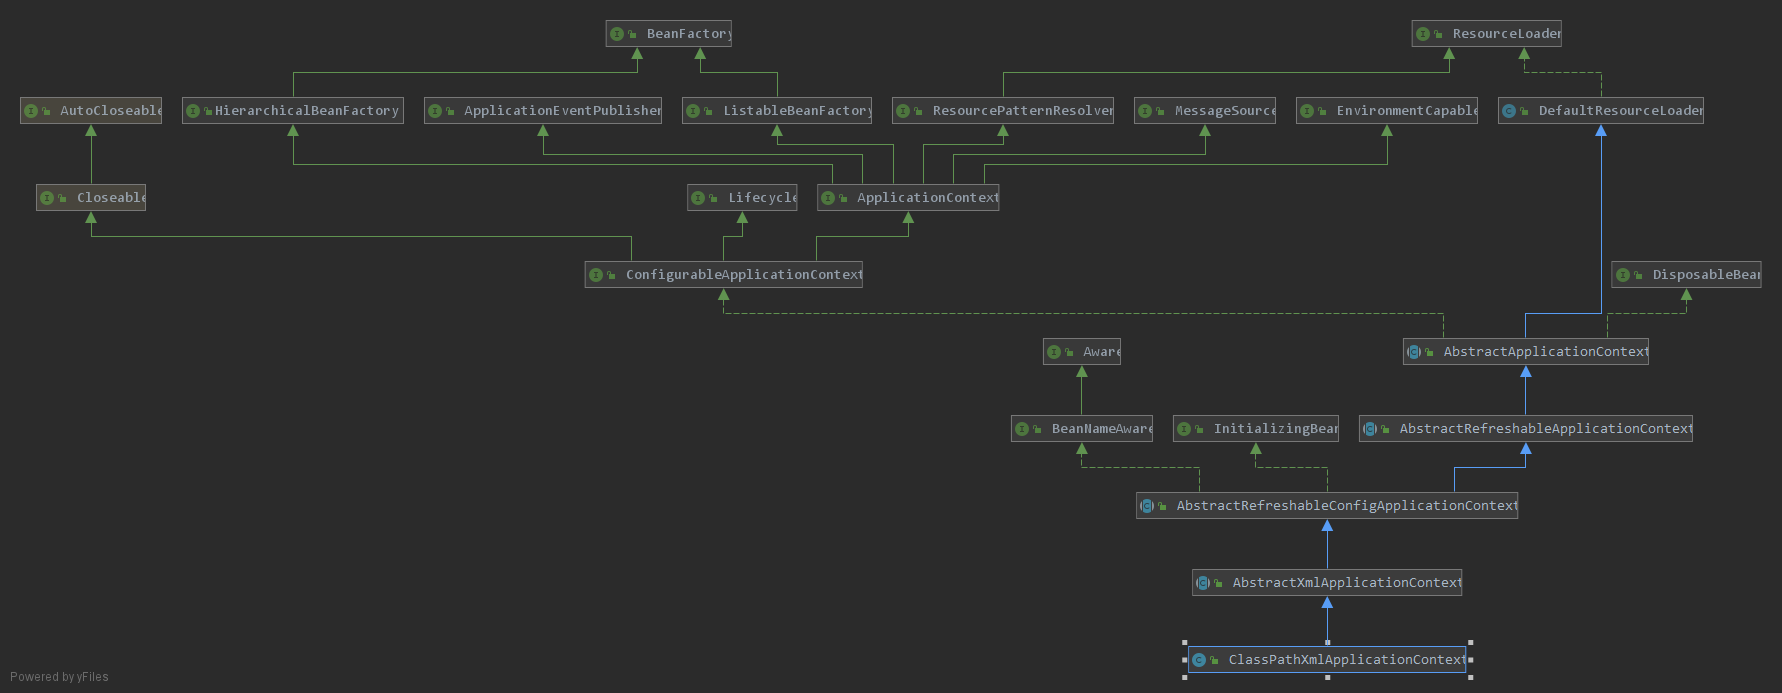 BeanFactory
ResourceLoader
AutoCloseable
HierarchicalBeanFactory
ApplicationEventPublisher
ListableBeanFactory
ResourcePatternResolver
MessageSource
EnvironmentCapable
DefaultResourceLoader
Closeable
Lifecycle
ApplicationContext
ConfigurableApplicationContext
DisposableBean
Aware
AbstractApplicationContext
BeanNameAware
InitializingBean
AbstractRefreshableApplicationContext
AbstractRefreshableConfigApplicationContext
AbstractXmlApplicationContext
ClassPathXmlApplicationContext
Powered by yFiles